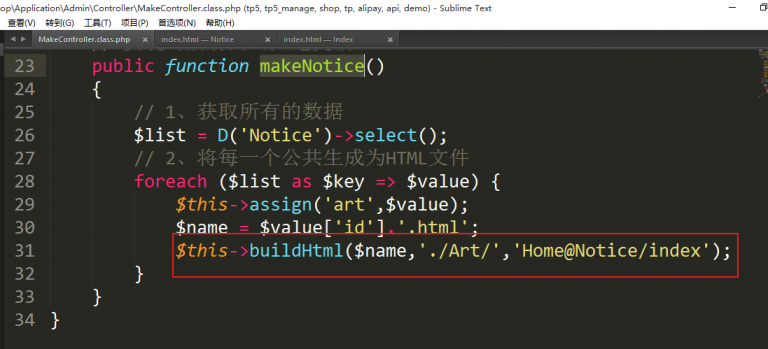 op\Application\Admin\Controller\MakeController.class.php (tp5, tp5_manage, shop, tp, alipay, api, demo) - Sublime Text
查看(V) 转到(G) 工具(T) 项目(P) 首选项(N) 帮助(H)
MakeController.class.php × index.html — Notice × index.html — Index ×
23 public function makeNotice()
24 {
25 // 1、获取所有的数据
26 $list = D('Notice')->select();
27 // 2、将每一个公共生成为HTML文件
28 foreach ($list as $key => $value) {
29 $this->assign('art',$value);
30 $name = $value['id'].'.html';
31 $this->buildHtml($name,'./Art/','Home@Notice/index');
32 }
33 }
34 }